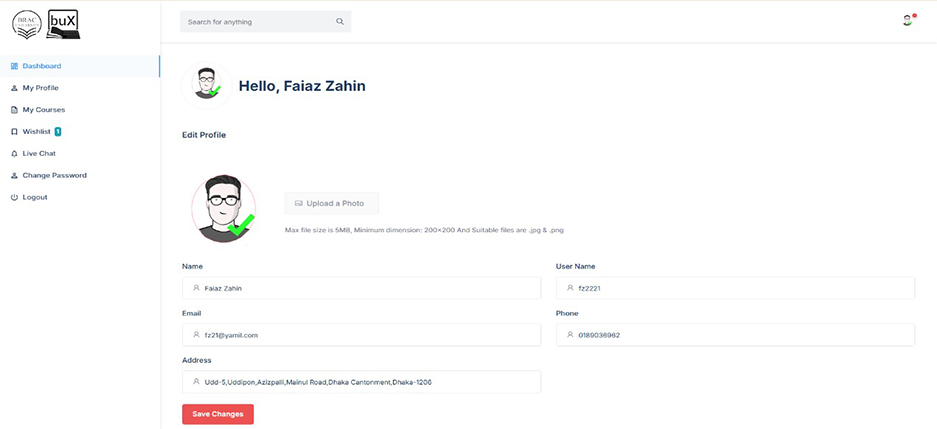 BRAC
UNIVERSITY
buX
Search for anything
Dashboard
My Profile
My Courses
Wishlist 1
Live Chat
Change Password
Logout
Hello, Faiaz Zahin
Edit Profile
Upload a Photo
Max file size is 5MB, Minimum dimension: 200x200 And Suitable files are .jpg & .png
Name
Faiaz Zahin
User Name
fz2221
Email
fz21@yamil.com
Phone
0189036962
Address
Udd-5,Uddipon,Azizpalli,Mainul Road,Dhaka Cantonment,Dhaka-1206
Save Changes